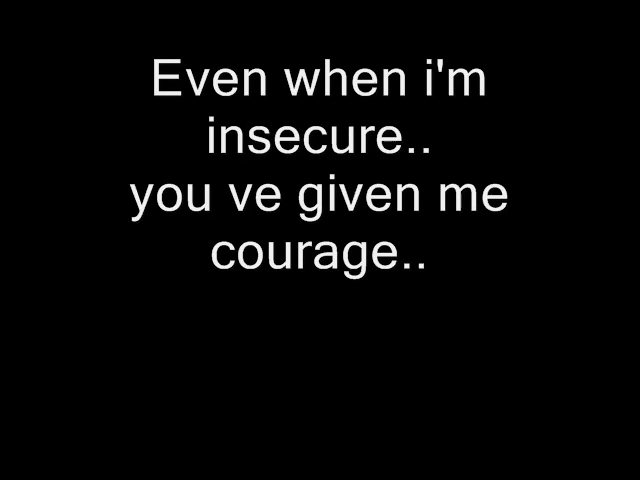 Even when i'm
insecure..
you ve given me
courage..